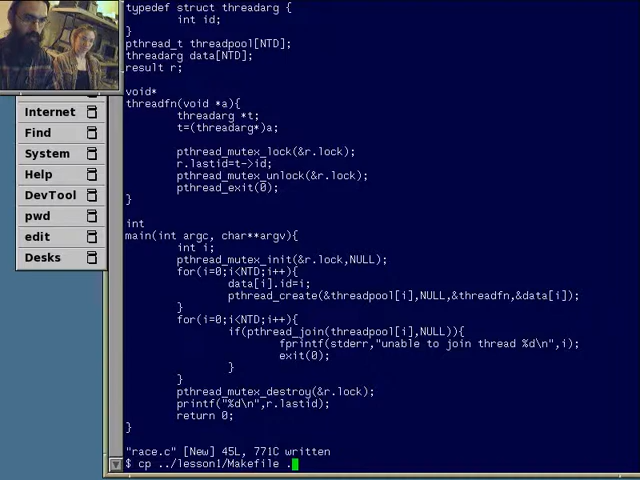 typedef struct threadarg {
int id;
}
pthread_t threadpool[NTD];
threadarg data[NTD];
result r;
void*
threadfn(void *a){
threadarg *t;
t=(threadarg*)a;
pthread_mutex_lock(&r.lock);
r.lastid=t->id;
pthread_mutex_unlock(&r.lock);
pthread_exit(0);
}
int
main(int argc, char**argv){
int i;
pthread_mutex_init(&r.lock,NULL);
for(i=0;i<NTD;i++){
data[i].id=i;
pthread_create(&threadpool[i],NULL,&threadfn,&data[i]);
}
for(i=0;i<NTD;i++){
if(pthread_join(threadpool[i],NULL)){
fprintf(stderr,"unable to join thread %d\n",i);
exit(0);
}
}
pthread_mutex_destroy(&r.lock);
printf("%d\n",r.lastid);
return 0;
}
"race.c" [New] 45L, 771C written
$ cp ../lesson1/Makefile .
Internet
Find
System
Help
DevTool
pwd
edit
Desks